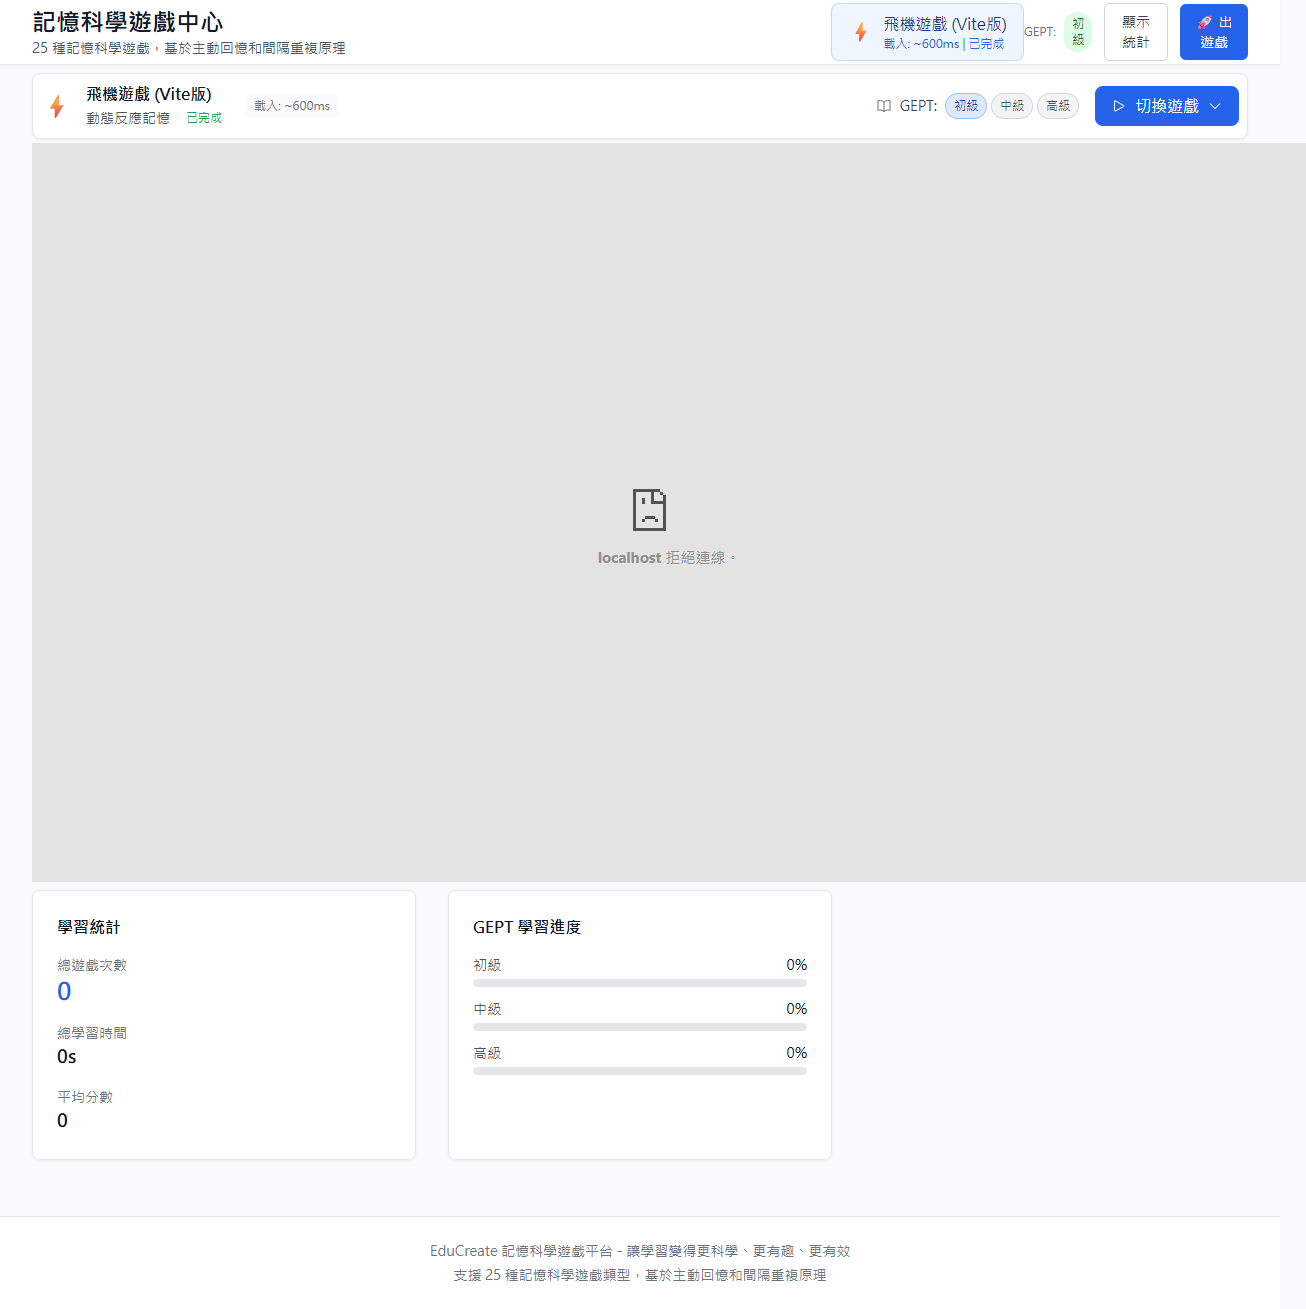 記憶科學遊戲中心
25 種記憶科學遊戲，基於主動回憶和間隔重複原理
飛機遊戲 (Vite版)
載入: ~600ms | 已完成
GEPT:
初
級
顯示
統計
🚀 出
遊戲
飛機遊戲 (Vite版)
動態反應記憶 已完成
載入: ~600ms
GEPT: 初級 中級 高級
切換遊戲
localhost 拒絕連線。
學習統計
總遊戲次數
0
總學習時間
0s
平均分數
0
GEPT 學習進度
初級 0%
中級 0%
高級 0%
EduCreate 記憶科學遊戲平台 - 讓學習變得更科學、更有趣、更有效
支援 25 種記憶科學遊戲類型，基於主動回憶和間隔重複原理